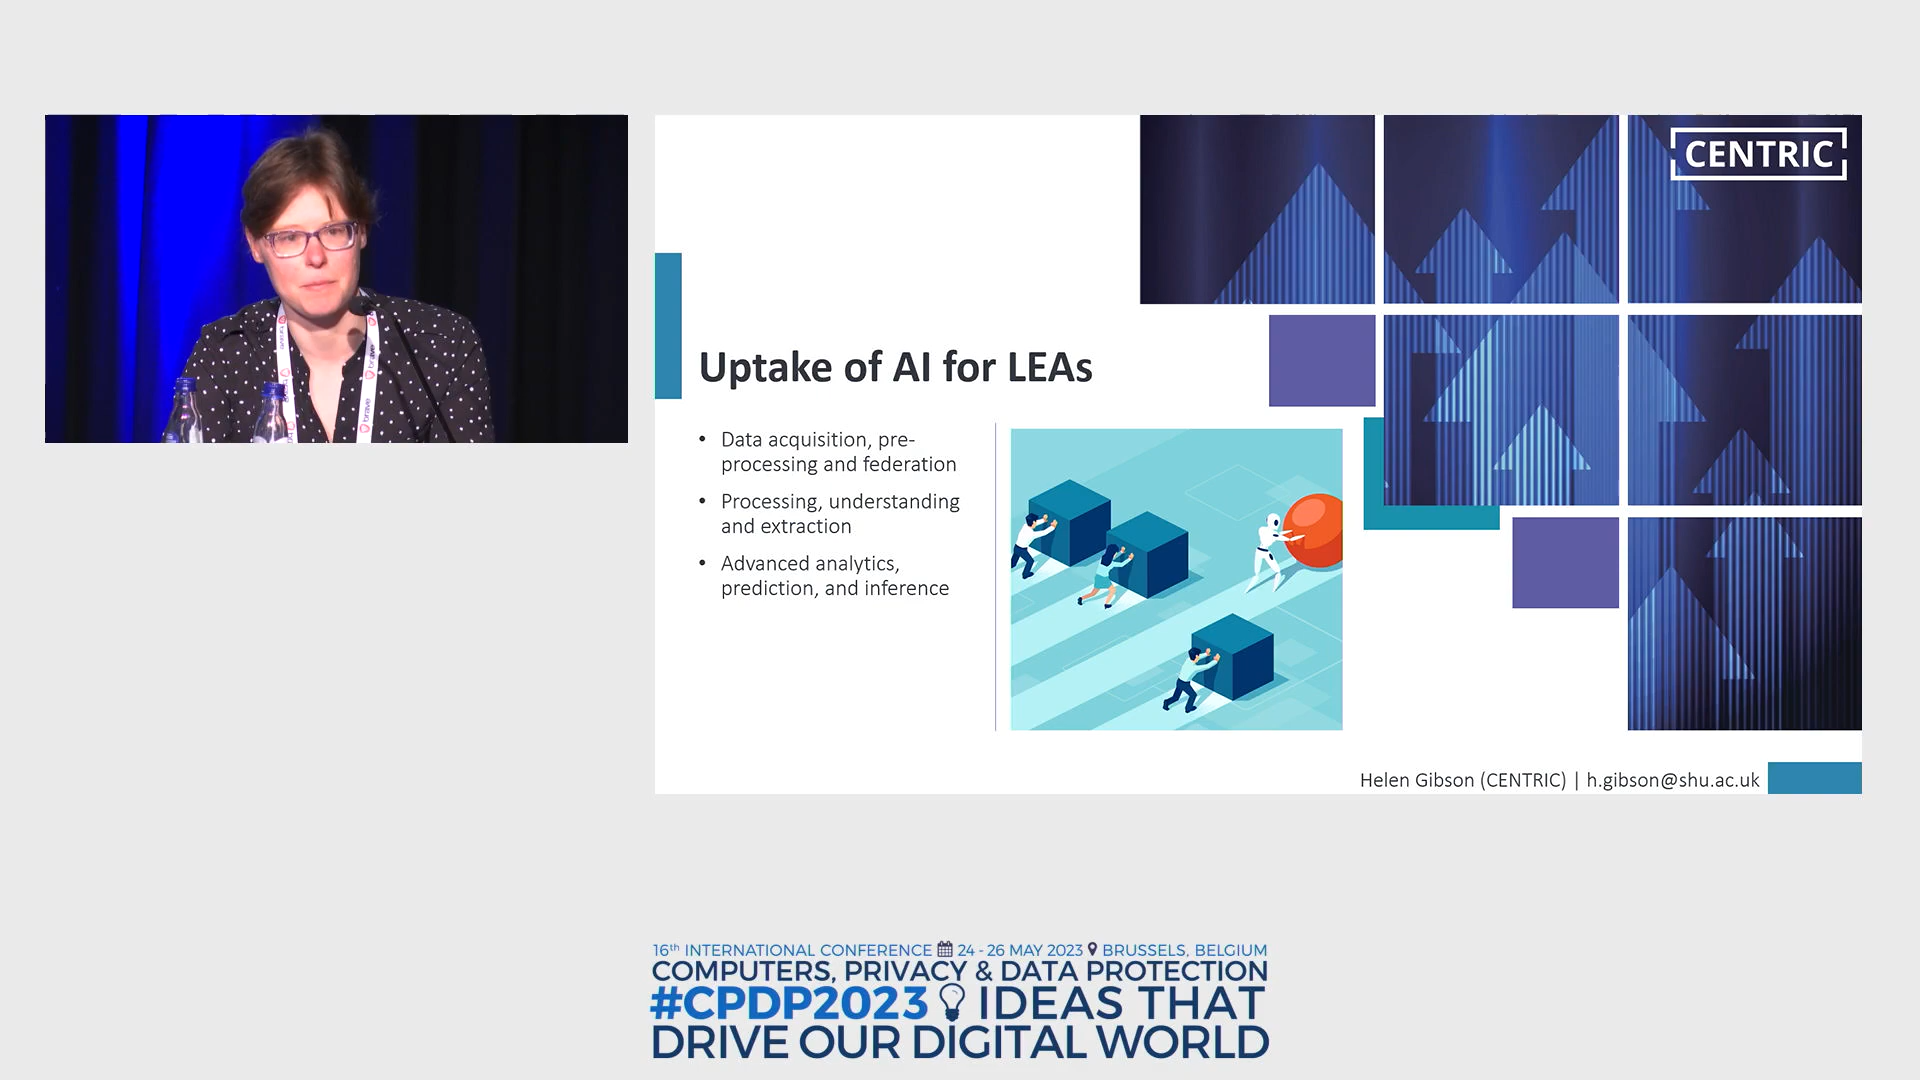 CENTRIC
Uptake of AI for LEAs
• Data acquisition, pre-
processing and federation
• Processing, understanding
and extraction
• Advanced analytics,
prediction, and inference
Helen Gibson (CENTRIC) | h.gibson@shu.ac.uk
brave
brave
16th INTERNATIONAL CONFERENCE 24 - 26 MAY 2023 BRUSSELS, BELGIUM
COMPUTERS, PRIVACY & DATA PROTECTION
#CPDP2023 IDEAS THAT
DRIVE OUR DIGITAL WORLD